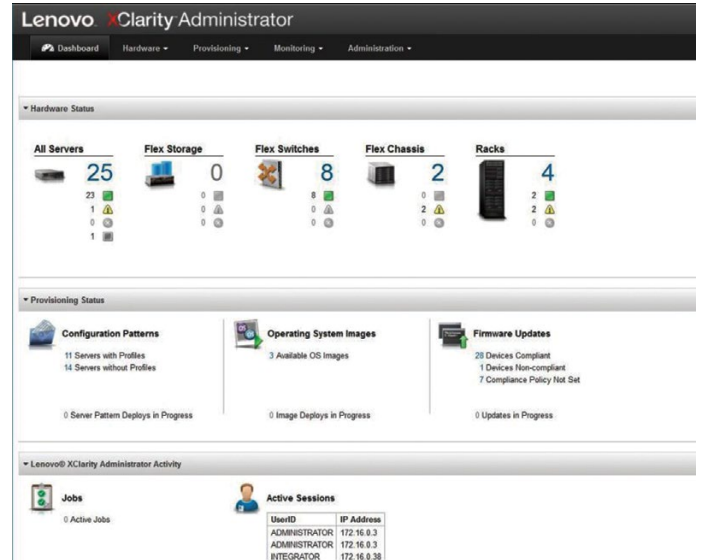 Lenovo. XClarity Administrator
Dashboard Hardware Provisioning Monitoring Administration
Hardware Status
All Servers Flex Storage Flex Switches Flex Chassis Racks
25 0 8 2 4
23 0 8 0 2
1 0 0 2 2
0 0 0 0 0
1
Provisioning Status
Configuration Patterns
11 Servers with Profiles
14 Servers without Profiles
0 Server Pattern Deploys in Progress
Operating System Images
3 Available OS Images
0 Image Deploys in Progress
Firmware Updates
28 Devices Compliant
1 Devices Non-compliant
7 Compliance Policy Not Set
0 Updates in Progress
Lenovo® XClarity Administrator Activity
Jobs
0 Active Jobs
Active Sessions
UserID IP Address
ADMINISTRATOR 172.16.0.3
ADMINISTRATOR 172.16.0.3
INTEGRATOR 172.16.0.38